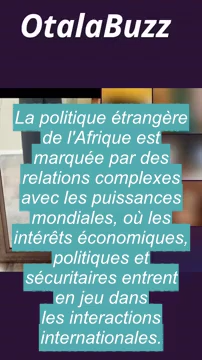 OtalaBuzz
La politique étrangère
de l'Afrique est
marquée par des
relations complexes
avec les puissances
mondiales, où les
intérêts économiques,
politiques et
sécuritaires entrent
en jeu dans
les interactions
internationales.